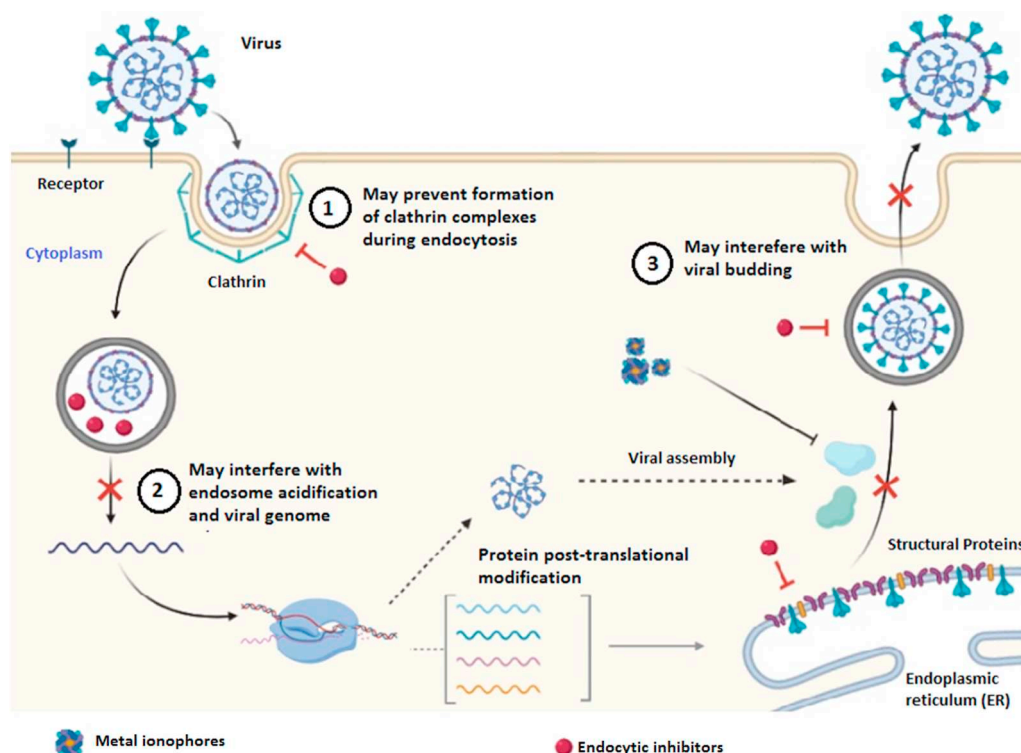 Virus
Receptor
1
May prevent formation
of clathrin complexes
during endocytosis
Cytoplasm
Clathrin
3
May interefere with
viral budding
2
May interfere with
endosome acidification
and viral genome
Viral assembly
Protein post-translational
modification
Structural Proteins
Endoplasmic
reticulum (ER)
Metal ionophores
Endocytic inhibitors